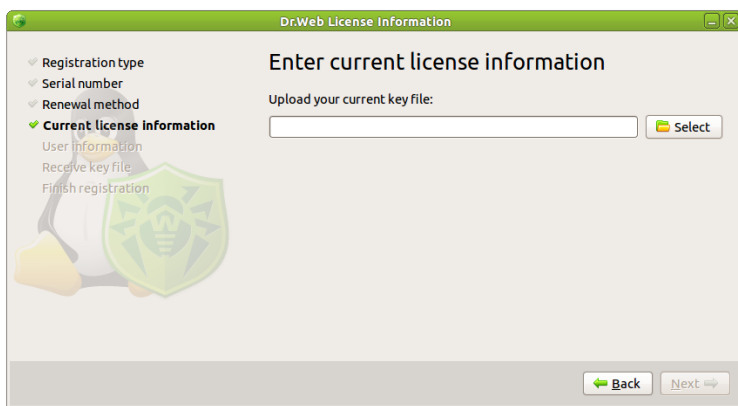 Dr.Web License Information
Registration type
Serial number
Renewal method
Current license information
User information
Receive key file
Finish registration
Enter current license information
Upload your current key file:
Select
Back
Next